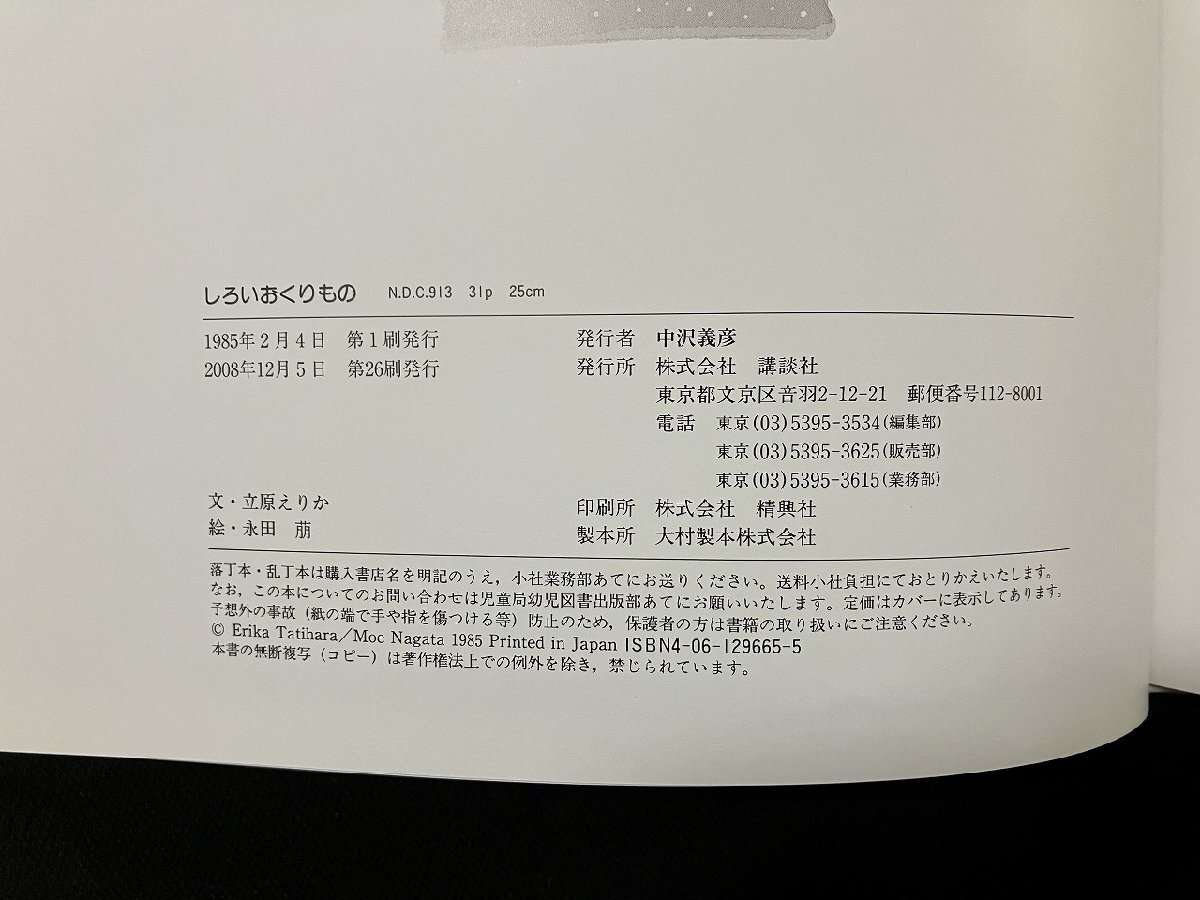 しろいおくりもの N.D.C.913 31p 25cm
1985年2月4日 第1刷発行
2008年12月5日 第26刷発行
文・立原えりか
絵・永田 萠
発行者 中沢義彦
発行所 株式会社 講談社
東京都文京区音羽2-12-21 郵便番号112-8001
電話 東京(03)5395-3534(編集部)
東京(03)5395-3625(販売部)
東京(03)5395-3615(業務部)
印刷所 株式会社 精興社
製本所 大村製本株式会社
落丁本・乱丁本は購入書店名を明記のうえ，小社業務部あてにお送りください。送料小社負担にておとりかえいたします。
なお，この本についてのお問い合わせは児童局幼児図書出版部あてにお願いいたします。定価はカバーに表示してあります。
予想外の事故（紙の端で手や指を傷つける等）防止のため，保護者の方は書籍の取り扱いにご注意ください。
© Erika Tatihara／Moe Nagata 1985 Printed in Japan ISBN4-06-129665-5
本書の無断複写（コピー）は著作権法上での例外を除き，禁じられています。